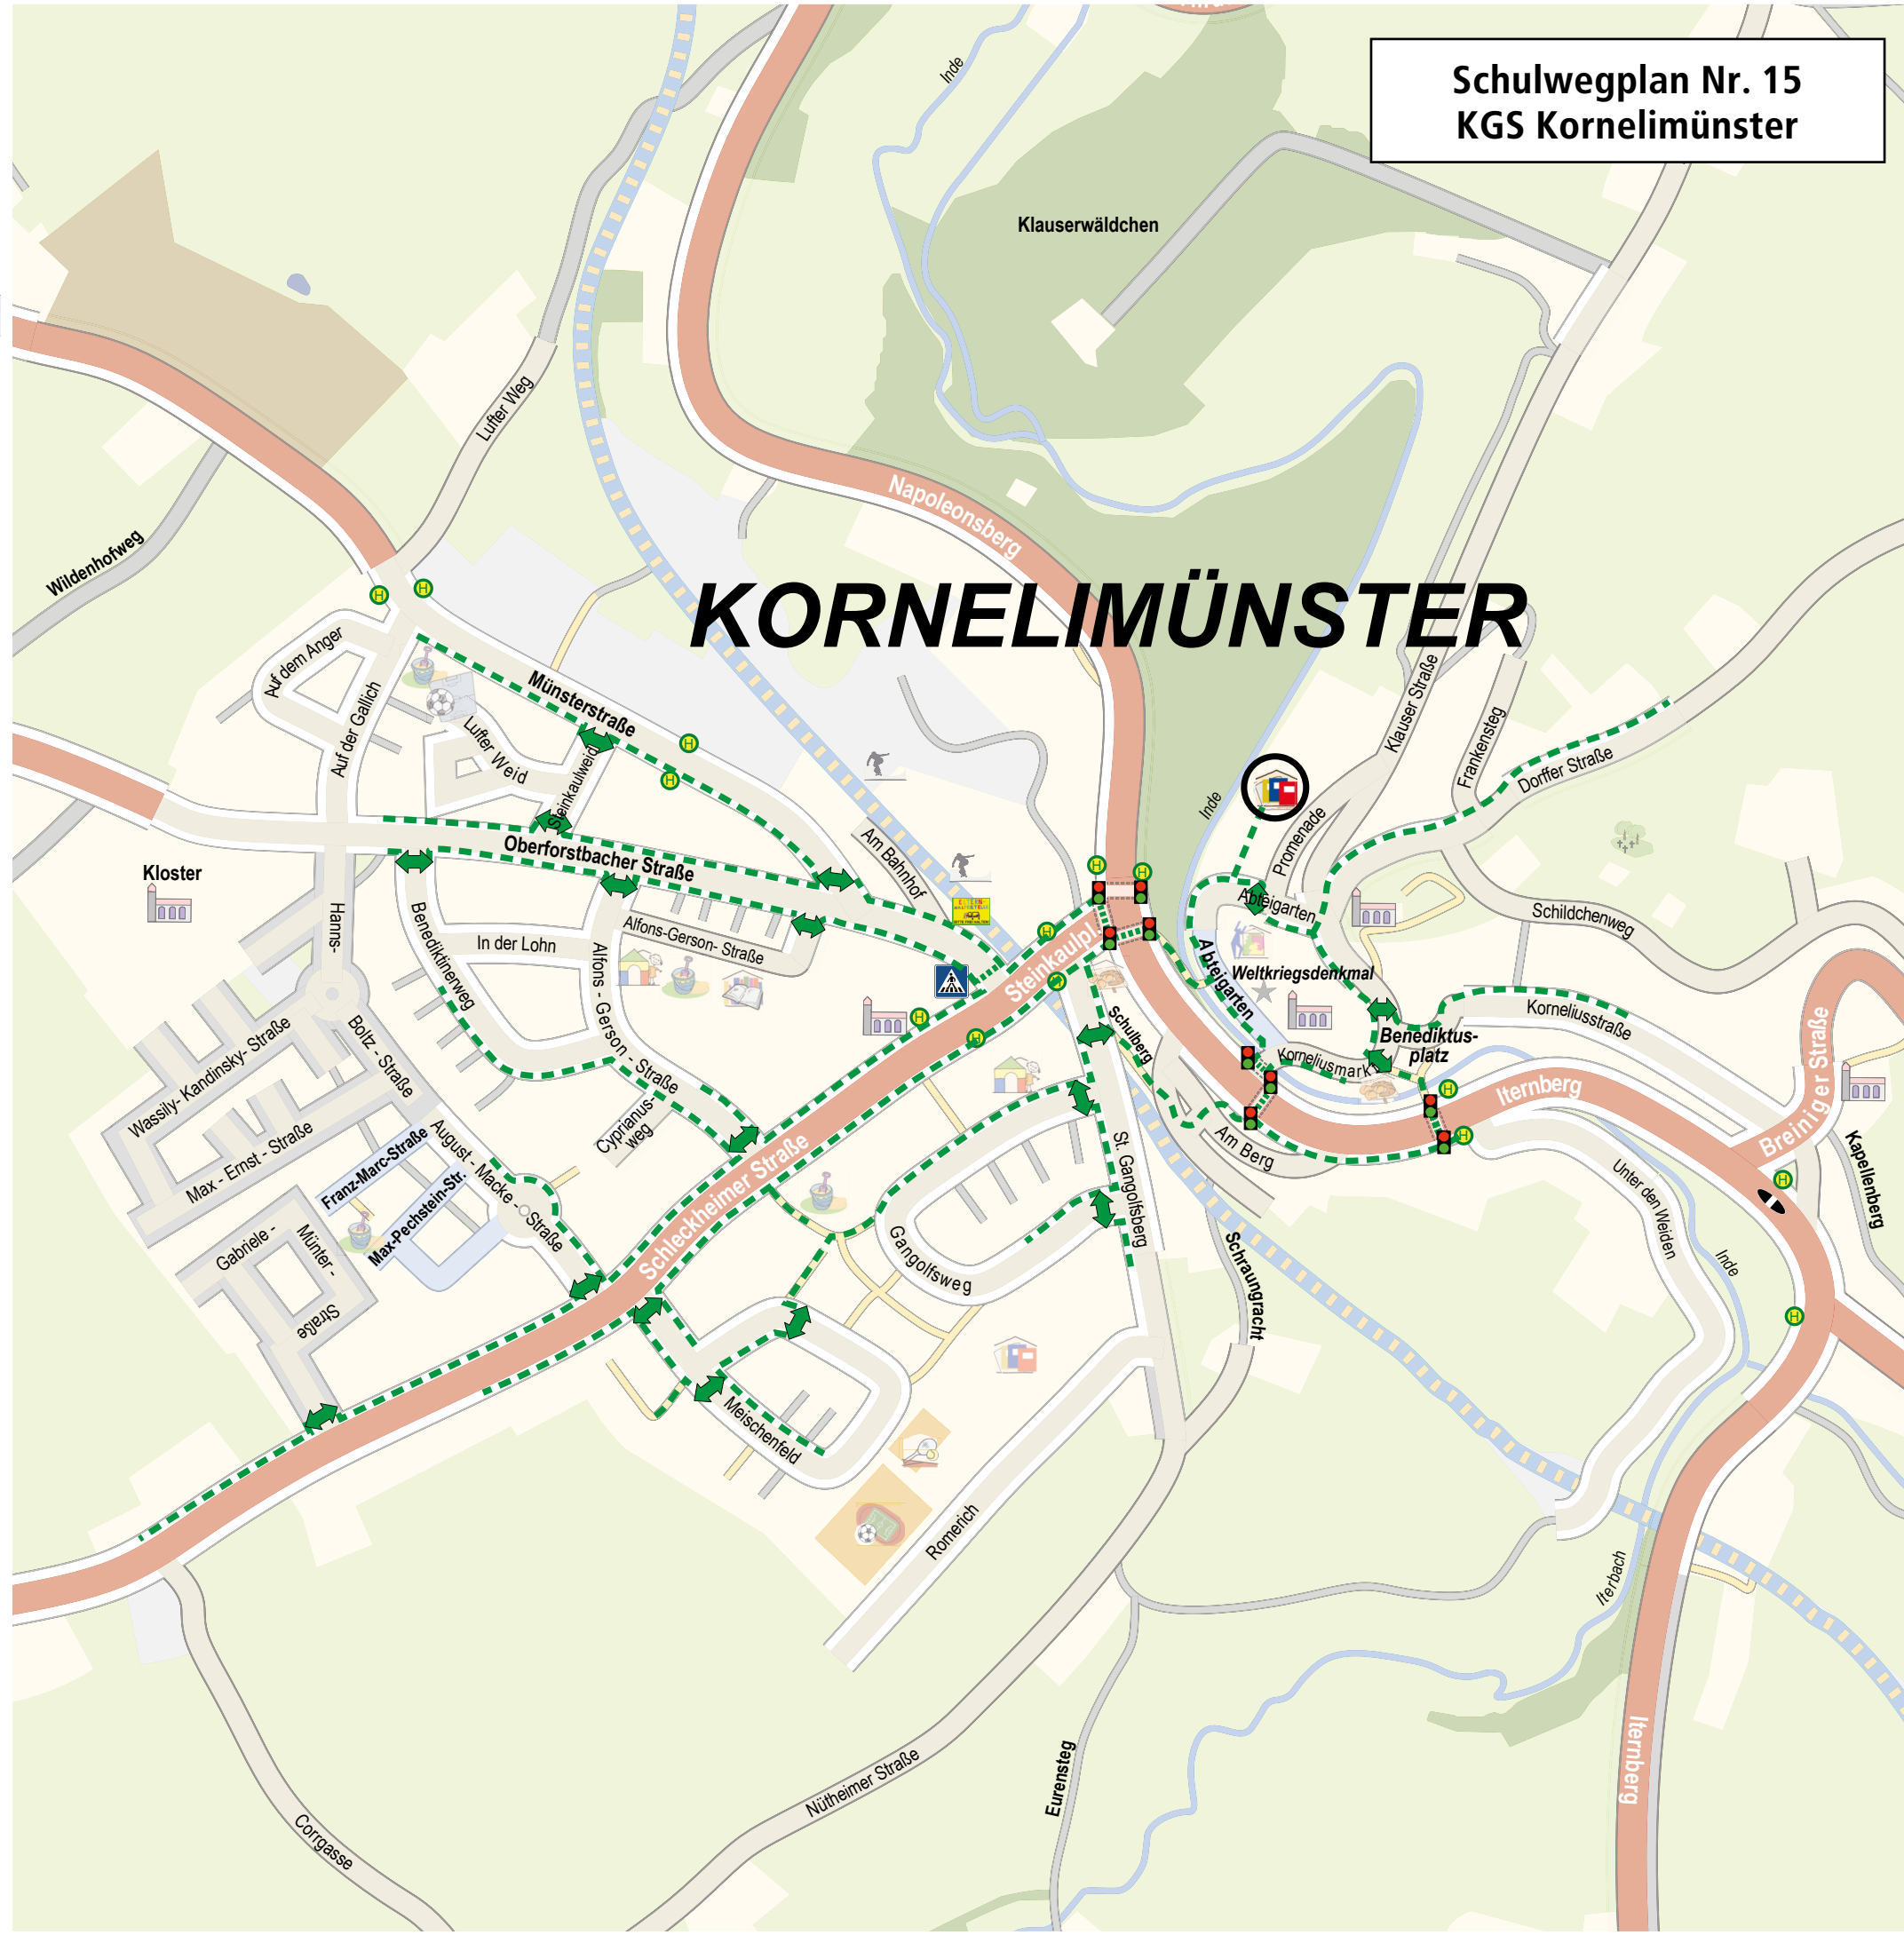 Schulwegplan Nr. 15
KGS Kornelimünster
Inde
Klauserwäldchen
Lufter Weg
Napoleonsberg
Wildenhofweg
KORNELIMÜNSTER
H
H
Auf dem Anger
Auf der Gallich
Münsterstraße
H
H
Lufter Weid
Steinkaulweid
Klauser Straße
Frankensteg
Dorffer Straße
Inde
Promenade
Oberforstbacher Straße
Am Bahnhof
Kloster
H
H
Abteigarten
Schildchenweg
Hanns-
Boltz - Straße
Benediktinerweg
In der Lohn
Alfons-Gerson- Straße
Alfons - Gerson - Straße
H
Steinkaulpl.
H
H
H
Abteigarten
Weltkriegsdenkmal
Korneliusstraße
Benediktus-
platz
Korneliusmarkt
Schulberg
H
H
Iternberg
Breiniger Straße
Wassily- Kandinsky- Straße
Max - Ernst - Straße
Franz-Marc-Straße
Max-Pechstein-Str.
August - Macke - Straße
Cyprianus-
weg
Schleckheimer Straße
Am Berg
St. Gangolfsberg
Unter den Weiden
Kapellenberg
H
H
Gabriele -
Münter -
Straße
Gangolfsweg
Schraungracht
Inde
Meischenfeld
Romerich
Iterbach
Iternberg
Nütheimer Straße
Eurensteg
Corrgasse